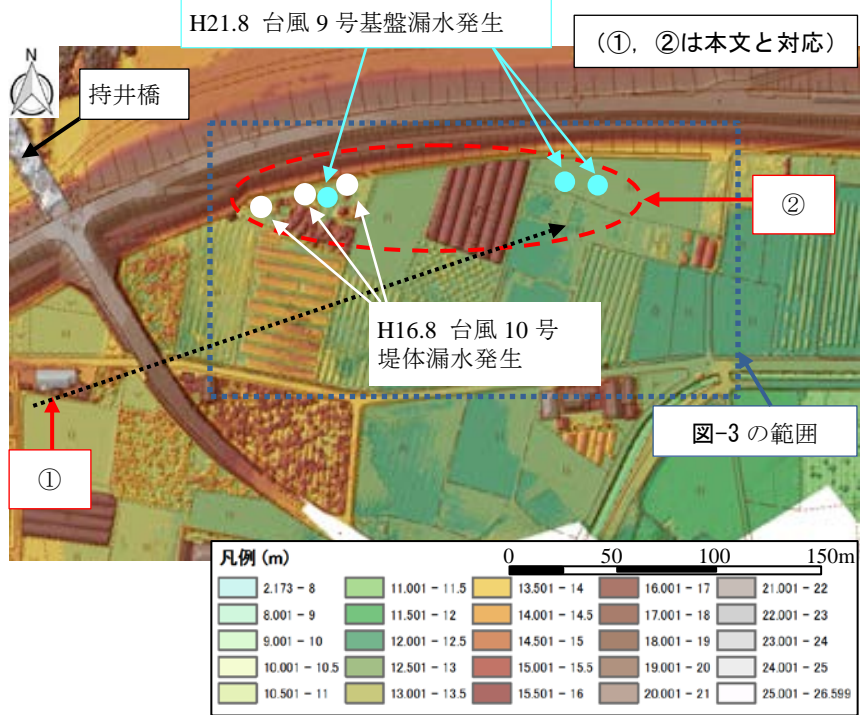 H21.8 台風 9 号基盤漏水発生
(①, ②は本文と対応)
N
持井橋
②
H16.8 台風 10 号
堤体漏水発生
図-3 の範囲
①
凡例 (m)
0 50 100 150m
2.173 - 8
8.001 - 9
9.001 - 10
10.001 - 10.5
10.501 - 11
11.001 - 11.5
11.501 - 12
12.001 - 12.5
12.501 - 13
13.001 - 13.5
13.501 - 14
14.001 - 14.5
14.501 - 15
15.001 - 15.5
15.501 - 16
16.001 - 17
17.001 - 18
18.001 - 19
19.001 - 20
20.001 - 21
21.001 - 22
22.001 - 23
23.001 - 24
24.001 - 25
25.001 - 26.599